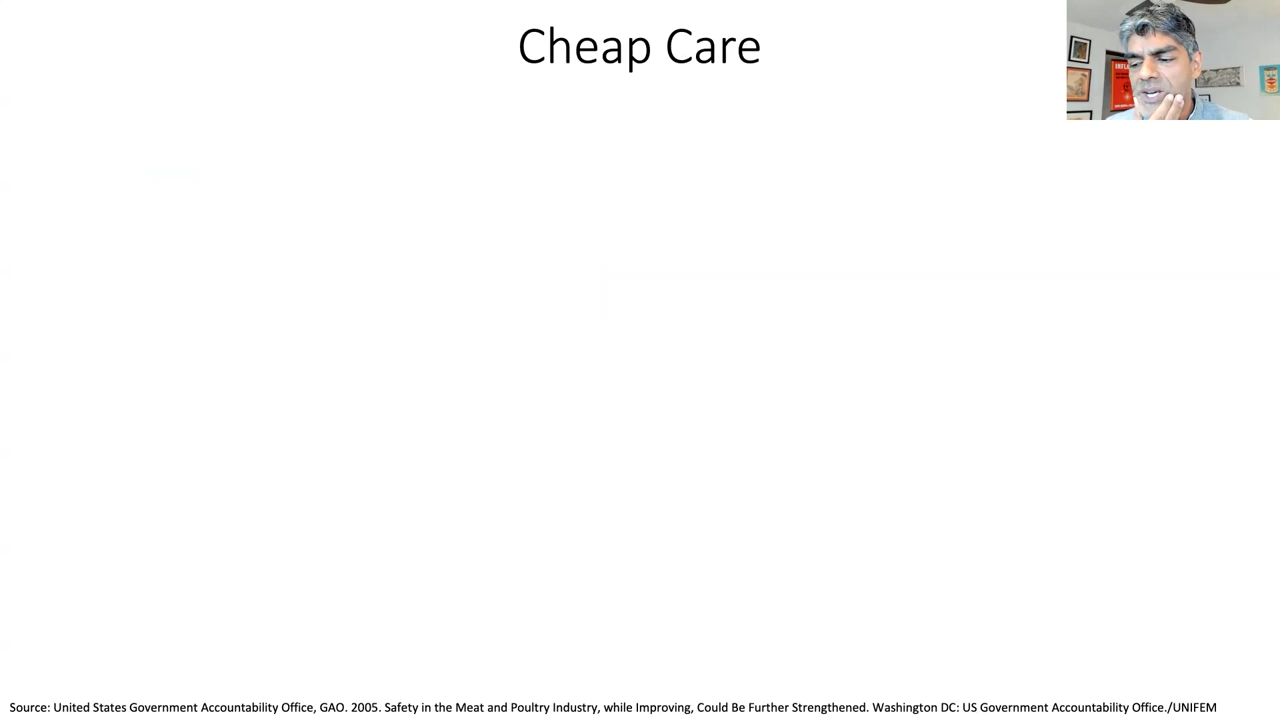 Cheap Care
INFL
Source: United States Government Accountability Office, GAO. 2005. Safety in the Meat and Poultry Industry, while Improving, Could Be Further Strengthened. Washington DC: US Government Accountability Office./UNIFEM